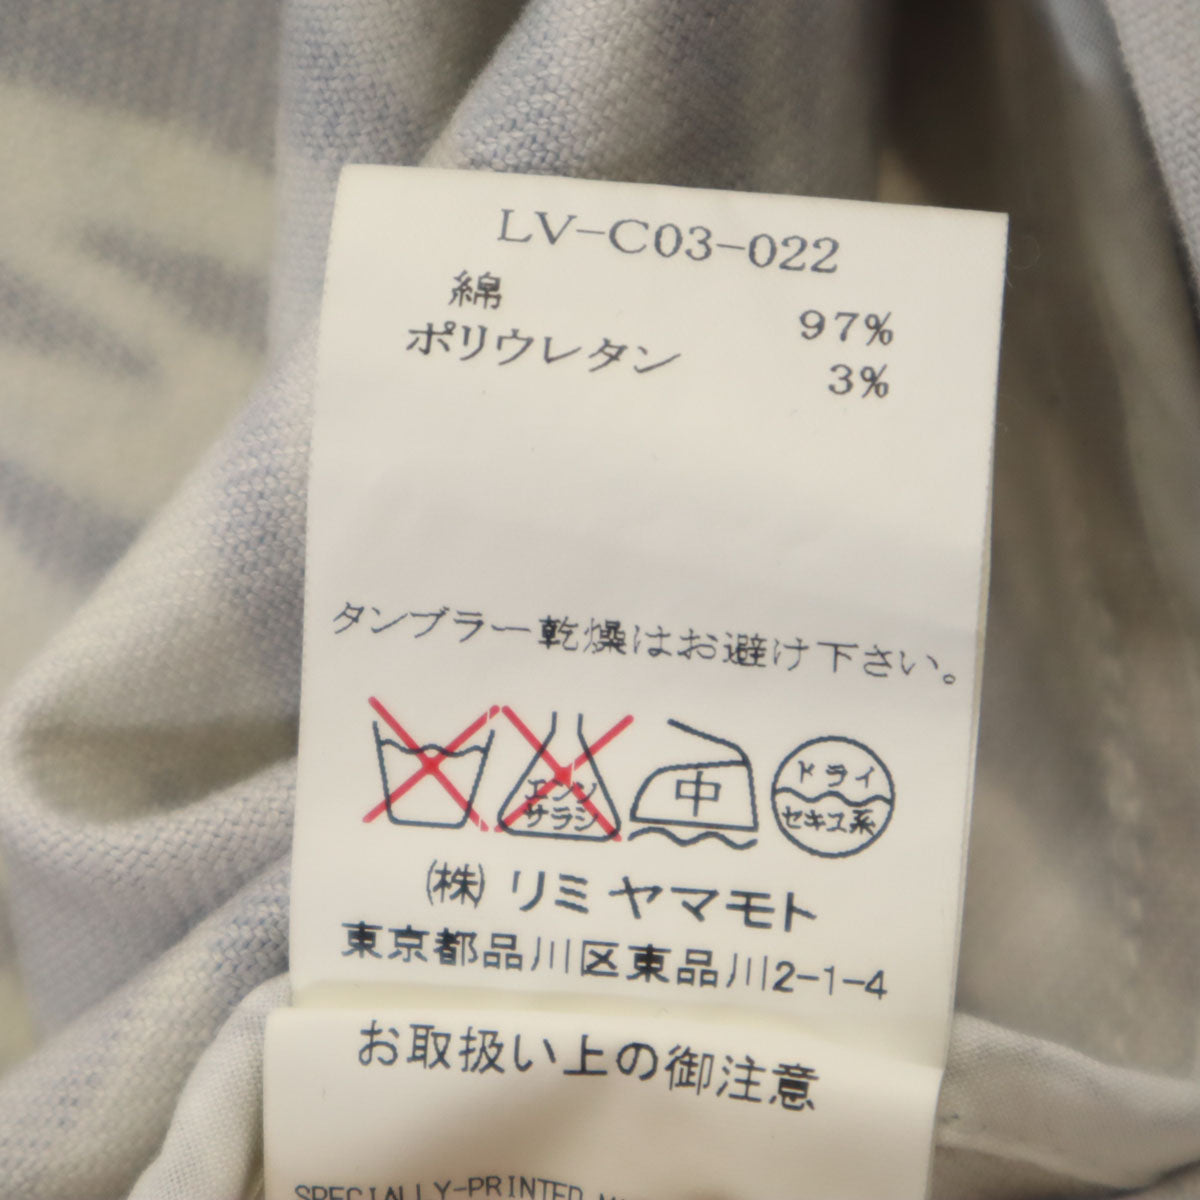 LV-C03-022
綿 97%
ポリウレタン 3%
タンブラー乾燥はお避け下さい。
エンソ
サラシ
中
ドライ
セキユ系
(株) リミ ヤマモト
東京都品川区東品川2-1-4
お取扱い上の御注意
SPECIALLY-PRINTED